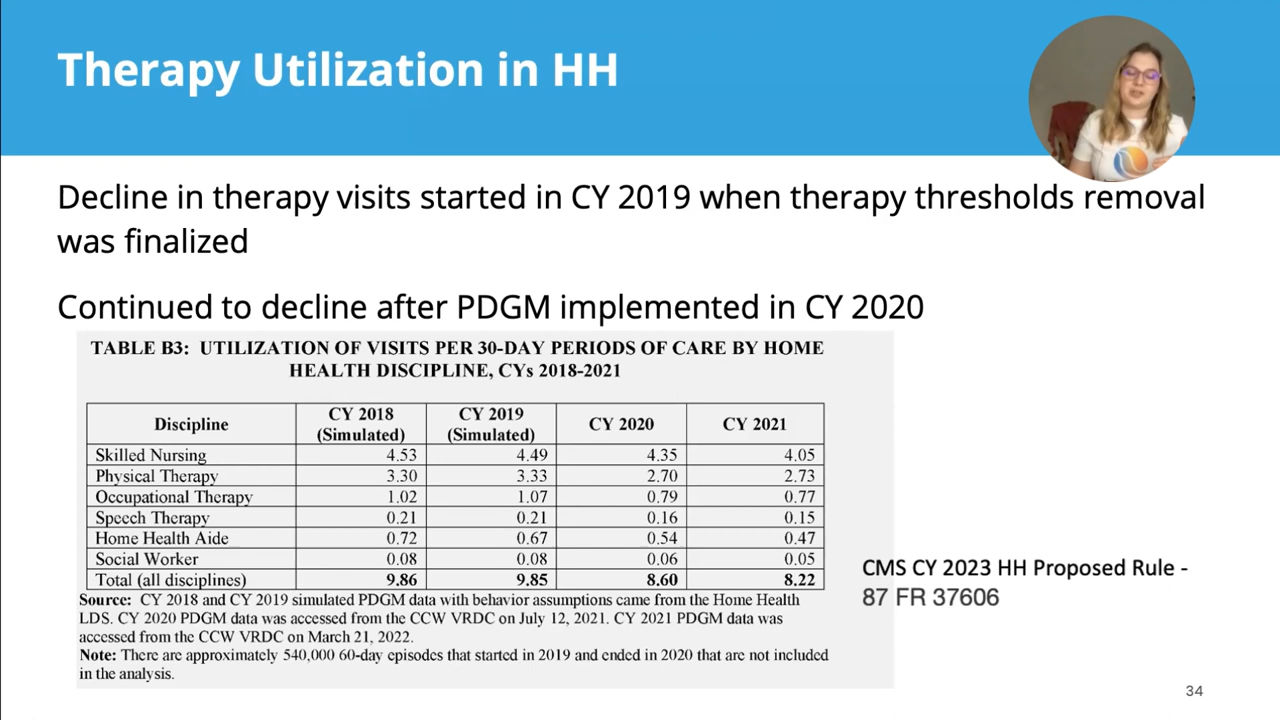 Therapy Utilization in HH
Decline in therapy visits started in CY 2019 when therapy thresholds removal
was finalized
Continued to decline after PDGM implemented in CY 2020
TABLE B3: UTILIZATION OF VISITS PER 30-DAY PERIODS OF CARE BY HOME
HEALTH DISCIPLINE, CYs 2018-2021
Discipline CY 2018 (Simulated) CY 2019 (Simulated) CY 2020 CY 2021
Skilled Nursing 4.53 4.49 4.35 4.05
Physical Therapy 3.30 3.33 2.70 2.73
Occupational Therapy 1.02 1.07 0.79 0.77
Speech Therapy 0.21 0.21 0.16 0.15
Home Health Aide 0.72 0.67 0.54 0.47
Social Worker 0.08 0.08 0.06 0.05
Total (all disciplines) 9.86 9.85 8.60 8.22
Source: CY 2018 and CY 2019 simulated PDGM data with behavior assumptions came from the Home Health
LDS. CY 2020 PDGM data was accessed from the CCW VRDC on July 12, 2021. CY 2021 PDGM data was
accessed from the CCW VRDC on March 21, 2022.
Note: There are approximately 540,000 60-day episodes that started in 2019 and ended in 2020 that are not included
in the analysis.
CMS CY 2023 HH Proposed Rule -
87 FR 37606
34